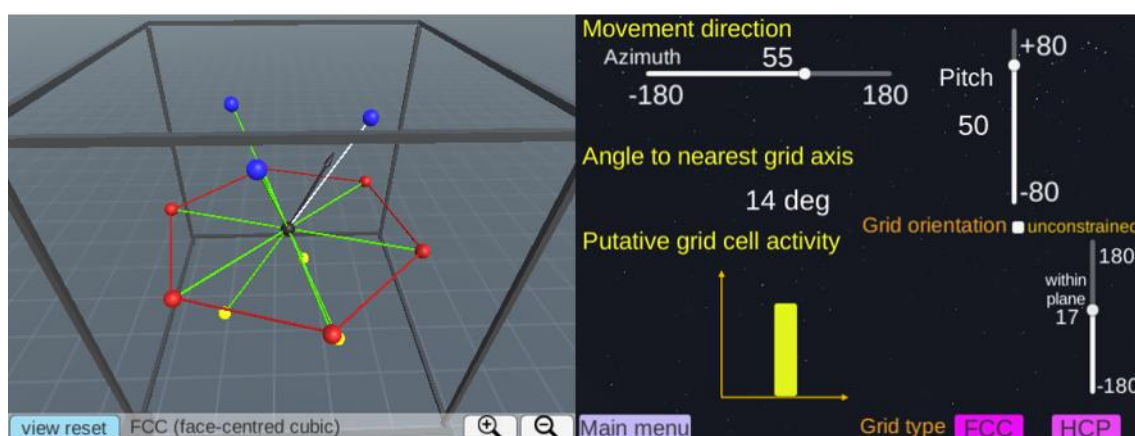 Movement direction
Azimuth 55
-180 180
+80
Pitch
50
-80
Angle to nearest grid axis
14 deg
Grid orientation unconstrained
Putative grid cell activity
180
within
plane
17
-180
view reset FCC (face-centred cubic)
Main menu
Grid type FCC HCP